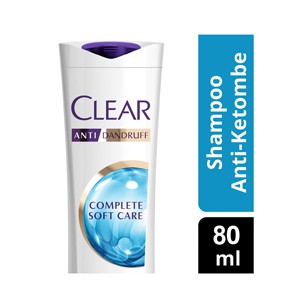 CLEAR
ANTI DANDRUFF
COMPLETE
SOFT CARE
Shampoo
Anti-Ketombe
80
ml